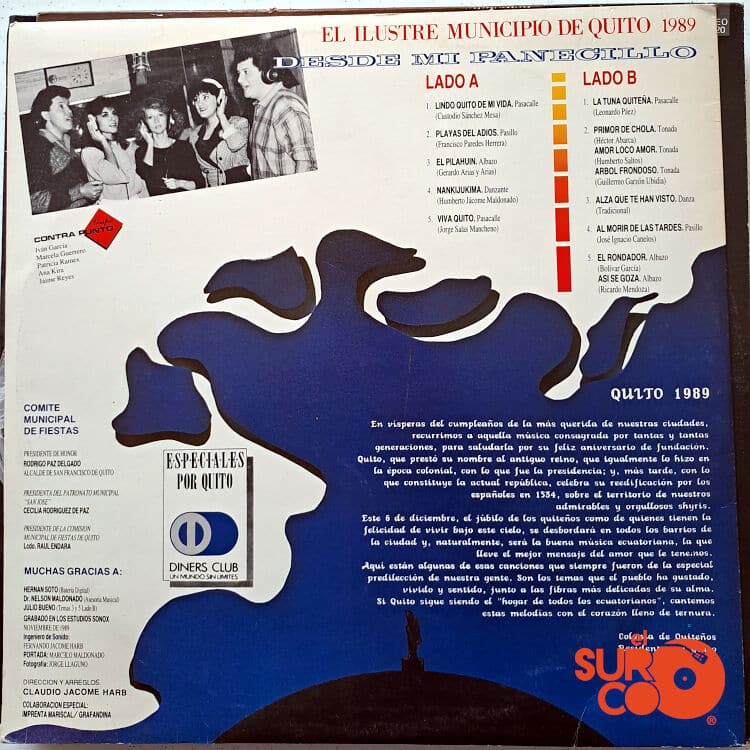 EL ILUSTRE MUNICIPIO DE QUITO 1989
DESDE MI PANECILLO
EO
20
LADO A
1. LINDO QUITO DE MI VIDA. Pasacalle
(Custodio Sánchez Mesa)
2. PLAYAS DEL ADIOS. Pasillo
(Francisco Paredes Herrera)
3. EL PILAHUIN. Albazo
(Gerardo Arias y Arias)
4. NANKIJUKIMA. Danzante
(Humberto Jácome Maldonado)
5. VIVA QUITO. Pasacalle
(Jorge Salas Mancheno)
LADO B
1. LA TUNA QUITEÑA. Pasacalle
(Leonardo Páez)
2. PRIMOR DE CHOLA. Tonada
(Héctor Abarca)
AMOR LOCO AMOR. Tonada
(Humberto Saltos)
ARBOL FRONDOSO. Tonada
(Guillermo Garzón Ubidia)
3. ALZA QUE TE HAN VISTO. Danza
(Tradicional)
4. AL MORIR DE LAS TARDES. Pasillo
(José Ignacio Canelos)
5. EL RONDADOR. Albazo
(Bolívar García)
ASI SE GOZA. Albazo
(Ricardo Mendoza)
CONTRA PUNTO
Iván García
Marcela Guerrero
Patricia Ramex
Ana Kira
Jaime Reyes
COMITE
MUNICIPAL
DE FIESTAS
PRESIDENTE DE HONOR
RODRIGO PAZ DELGADO
ALCALDE DE SAN FRANCISCO DE QUITO
PRESIDENTA DEL PATRONATO MUNICIPAL
"SAN JOSE"
CECILIA RODRIGUEZ DE PAZ
PRESIDENTE DE LA COMISION
MUNICIPAL DE FIESTAS DE QUITO
Lcdo. RAUL ENDARA
MUCHAS GRACIAS A:
HERNAN SOTO (Batería Digital)
Dr. NELSON MALDONADO (Asesoría Musical)
JULIO BUENO (Temas 3 y 5 Lado B)
GRABADO EN LOS ESTUDIOS SONOX
NOVIEMBRE DE 1989
Ingeniero de Sonido:
FERNANDO JACOME HARB
PORTADA: MARCELO MALDONADO
Fotografía: JORGE LLAGUNO
DIRECCION Y ARREGLOS:
CLAUDIO JACOME HARB
COLABORACION ESPECIAL:
IMPRENTA MARISCAL / GRAFANDINA
ESPECIALES
POR QUITO
DINERS CLUB
UN MUNDO SIN LIMITES
QUITO 1989
En vísperas del cumpleaños de la más querida de nuestras ciudades,
recurrimos a aquella música consagrada por tantas y tantas
generaciones, para saludarla por su feliz aniversario de fundación.
Quito, que prestó su nombre al antiguo reino, que igualmente lo hizo en
la época colonial, con lo que fue la presidencia; y, más tarde, con lo
que constituye la actual república, celebra su reedificación por los
españoles en 1534, sobre el territorio de nuestros
admirables y orgullosos shyris.
Este 6 de diciembre, el júbilo de los quiteños como de quienes tienen la
felicidad de vivir bajo este cielo, se desbordará en todos los barrios de
la ciudad y, naturalmente, será la buena música ecuatoriana, la que
lleve el mejor mensaje del amor que le tenemos.
Aquí están algunas de esas canciones que siempre fueron de la especial
predilección de nuestra gente. Son los temas que el pueblo ha gustado,
vivido y sentido, junto a las fibras más delicadas de su alma.
Si Quito sigue siendo el "hogar de todos los ecuatorianos", cantemos
estas melodías con el corazón lleno de ternura.
Colonia de Quiteños
el
SUR
CO
®